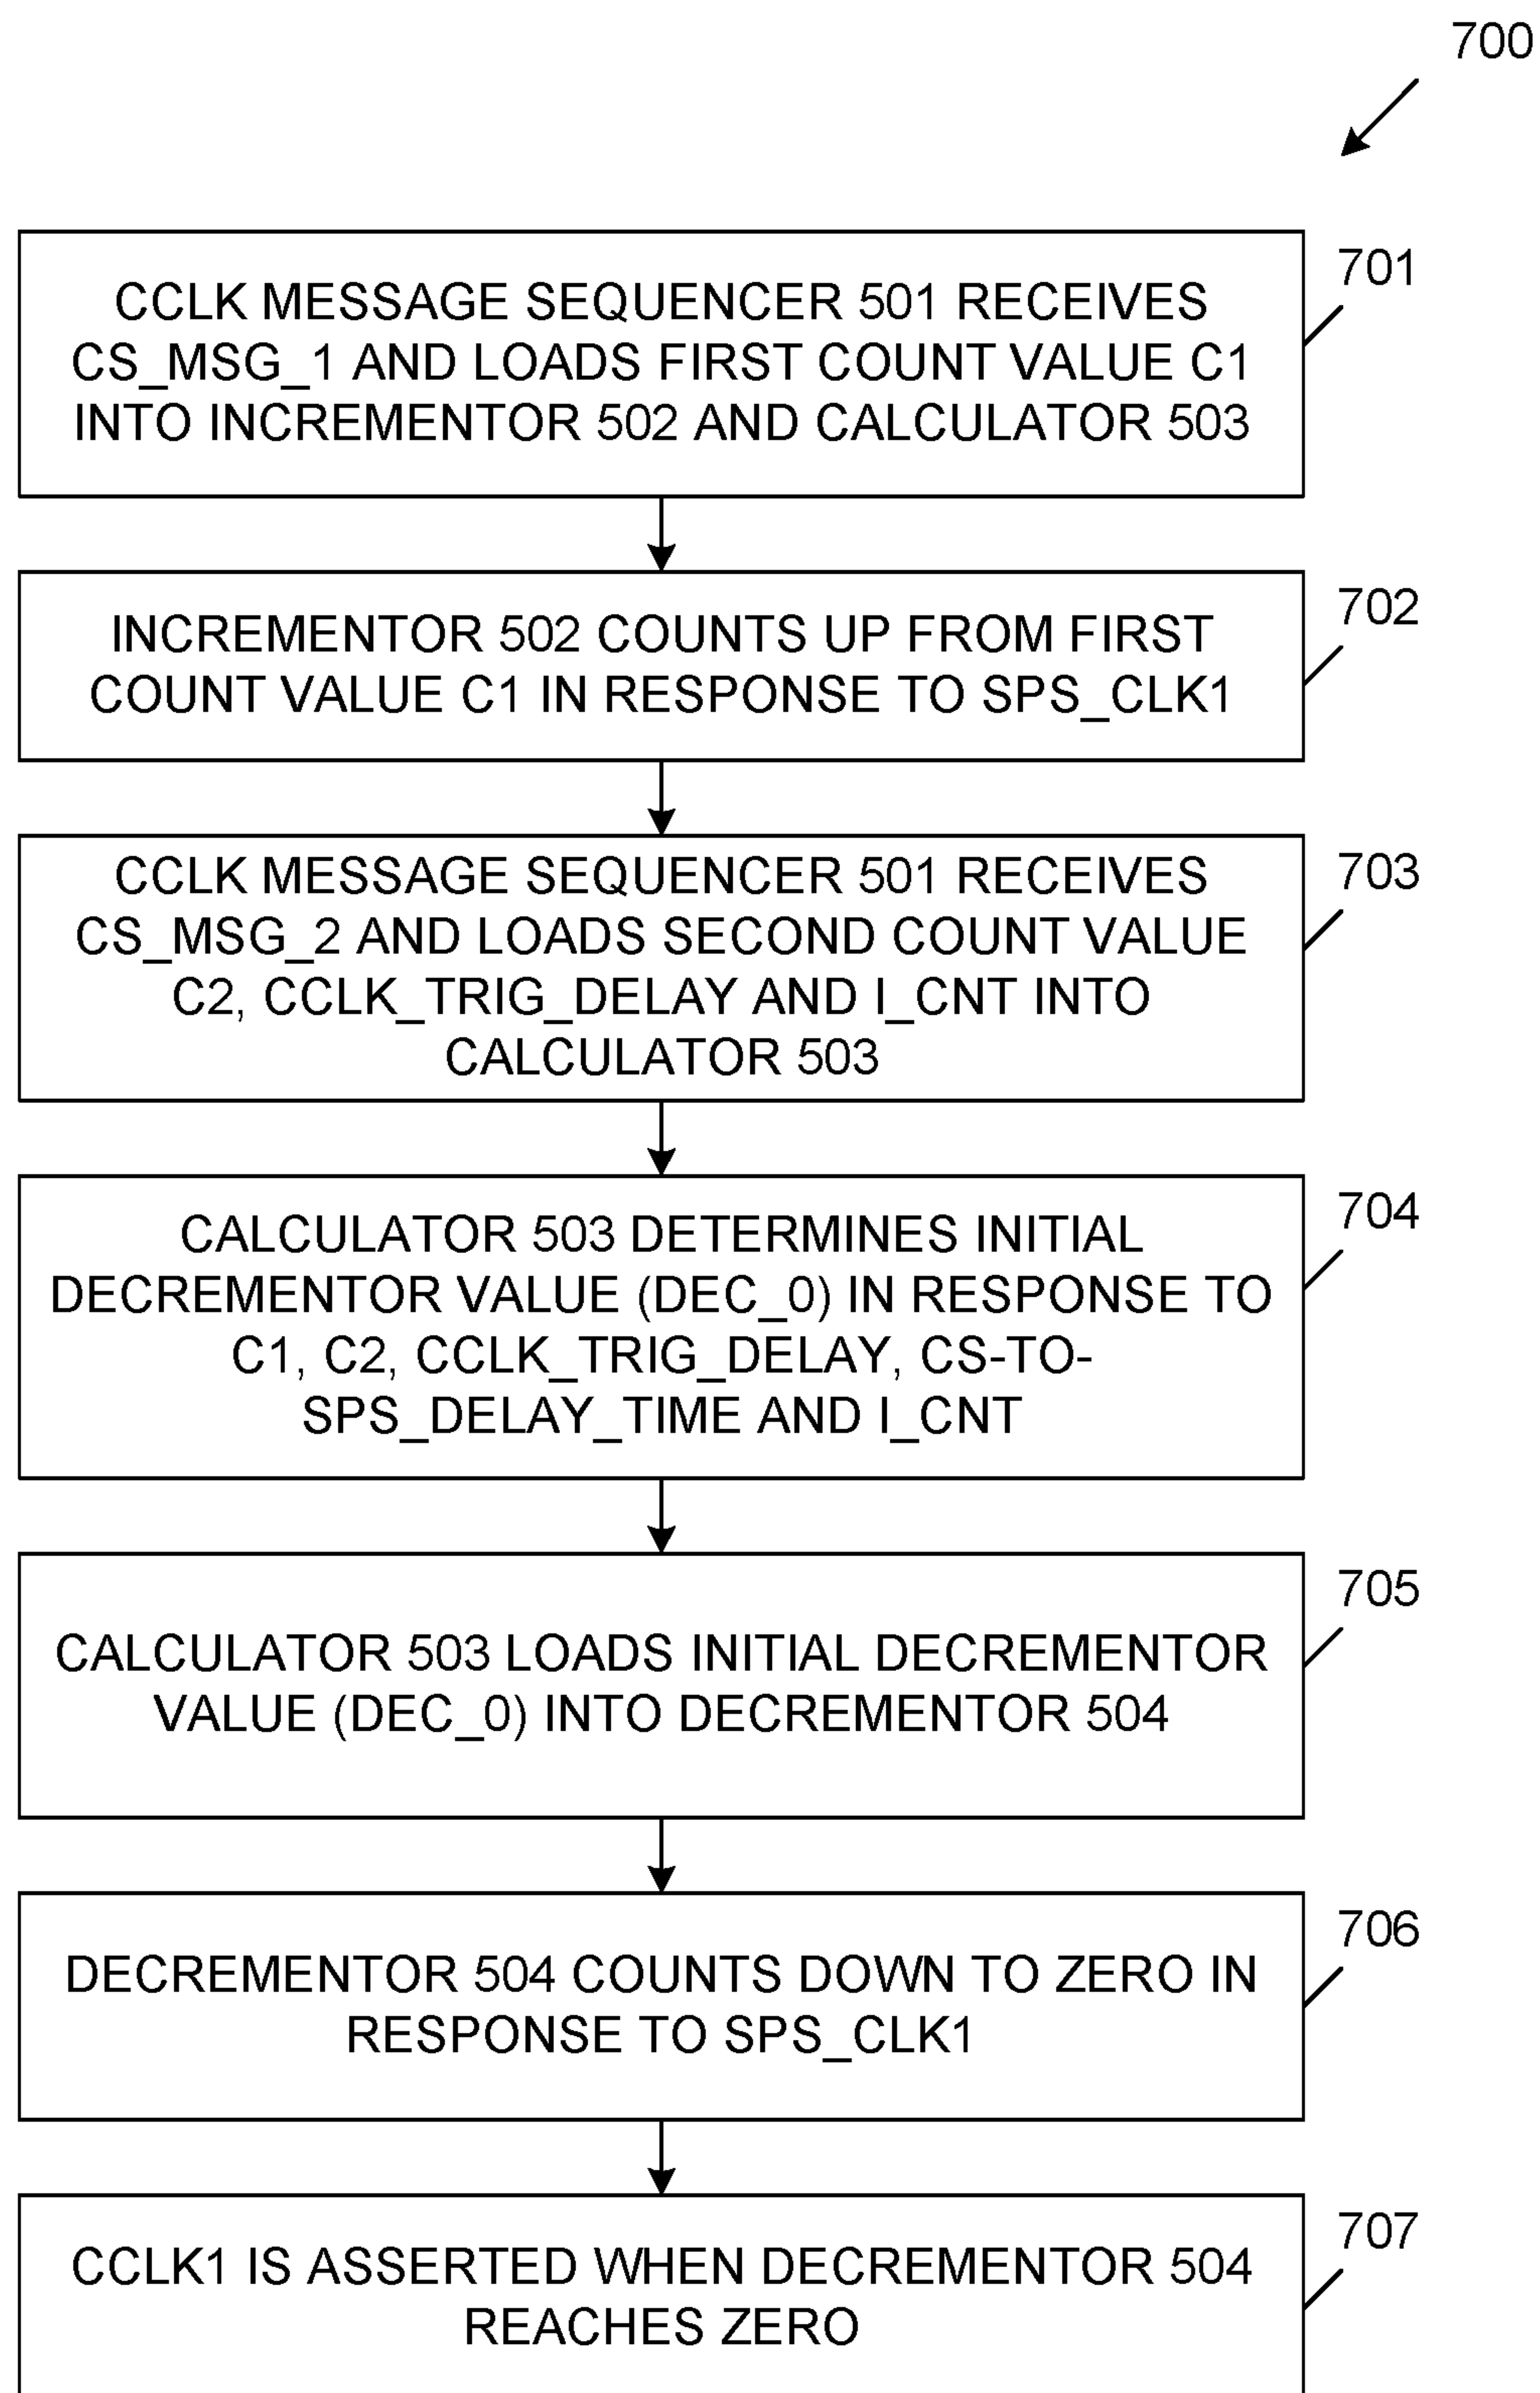 700
701
CCLK MESSAGE SEQUENCER 501 RECEIVES
CS_MSG_1 AND LOADS FIRST COUNT VALUE C1
INTO INCREMENTOR 502 AND CALCULATOR 503
702
INCREMENTOR 502 COUNTS UP FROM FIRST
COUNT VALUE C1 IN RESPONSE TO SPS_CLK1
703
CCLK MESSAGE SEQUENCER 501 RECEIVES
CS_MSG_2 AND LOADS SECOND COUNT VALUE
C2, CCLK_TRIG_DELAY AND I_CNT INTO
CALCULATOR 503
704
CALCULATOR 503 DETERMINES INITIAL
DECREMENTOR VALUE (DEC_0) IN RESPONSE TO
C1, C2, CCLK_TRIG_DELAY, CS-TO-
SPS_DELAY_TIME AND I_CNT
705
CALCULATOR 503 LOADS INITIAL DECREMENTOR
VALUE (DEC_0) INTO DECREMENTOR 504
706
DECREMENTOR 504 COUNTS DOWN TO ZERO IN
RESPONSE TO SPS_CLK1
707
CCLK1 IS ASSERTED WHEN DECREMENTOR 504
REACHES ZERO